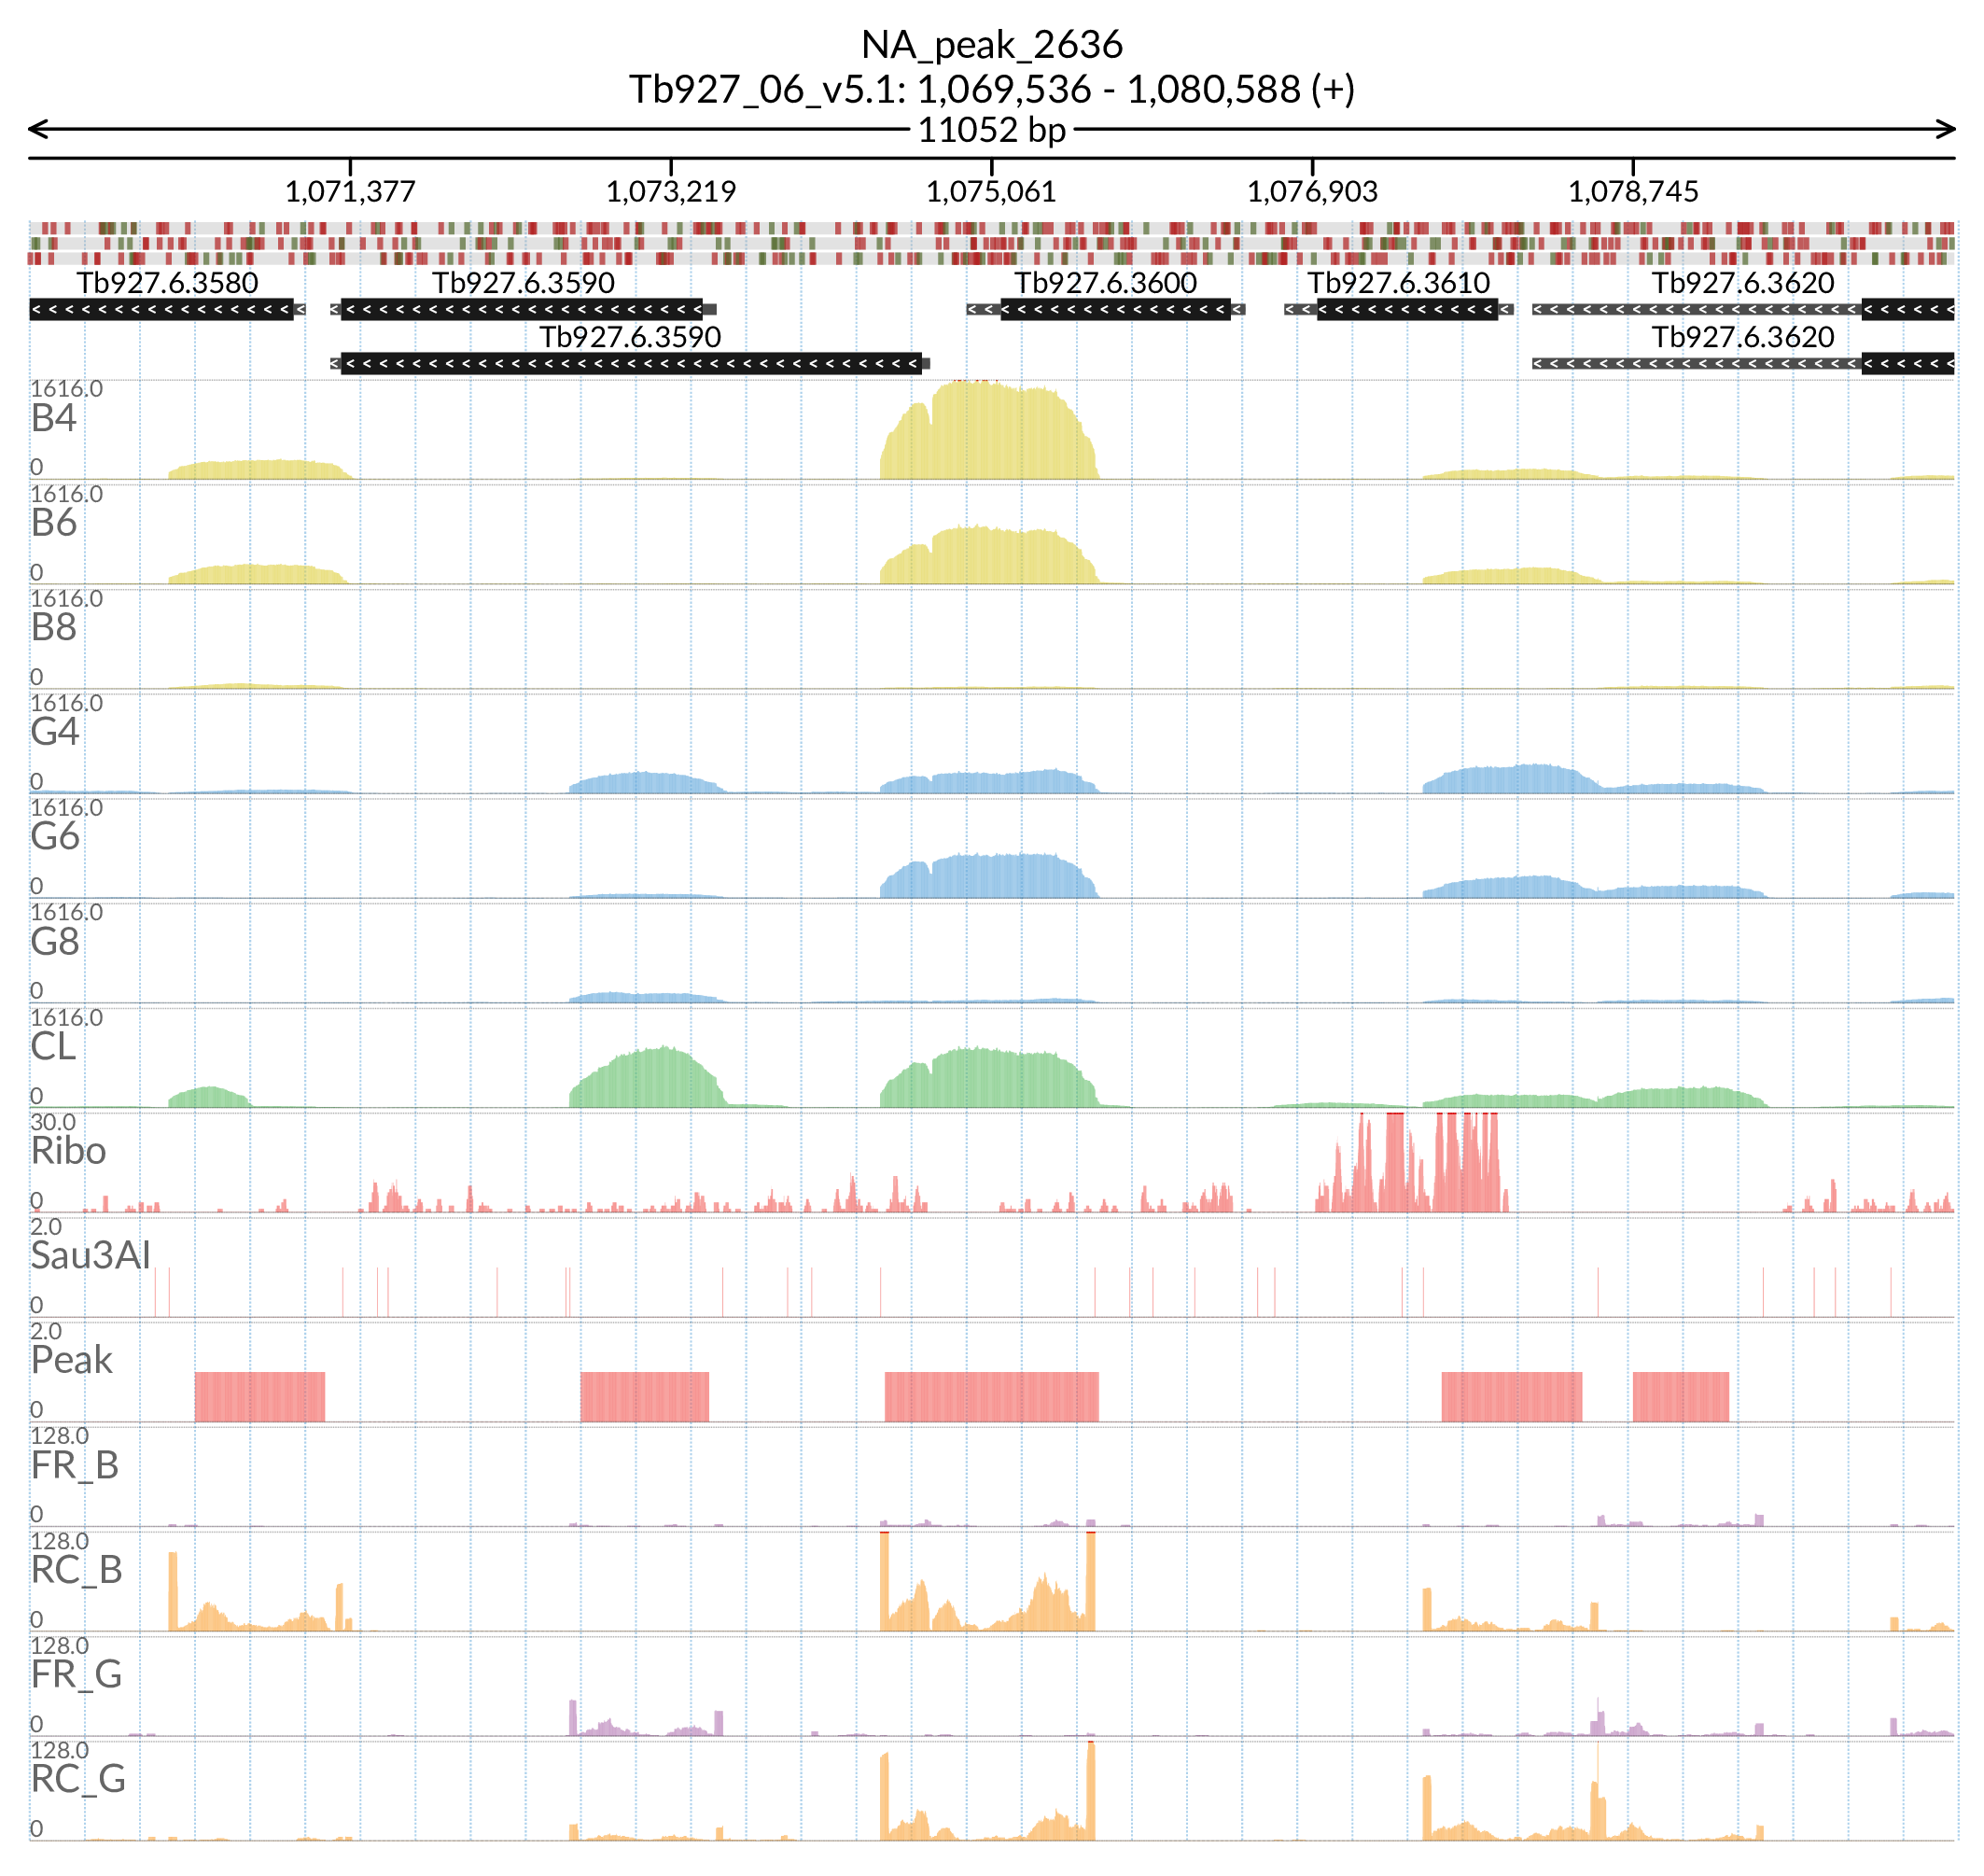 NA_peak_2636
Tb927_06_v5.1: 1,069,536 - 1,080,588 (+)
11052 bp
1,071,377 1,073,219 1,075,061 1,076,903 1,078,745
Tb927.6.3580 Tb927.6.3590 Tb927.6.3600 Tb927.6.3610 Tb927.6.3620
Tb927.6.3590 Tb927.6.3620
1616.0
B4
0
1616.0
B6
0
1616.0
B8
0
1616.0
G4
0
1616.0
G6
0
1616.0
G8
0
1616.0
CL
0
30.0
Ribo
0
2.0
Sau3AI
0
2.0
Peak
0
128.0
FR_B
0
128.0
RC_B
0
128.0
FR_G
0
128.0
RC_G
0